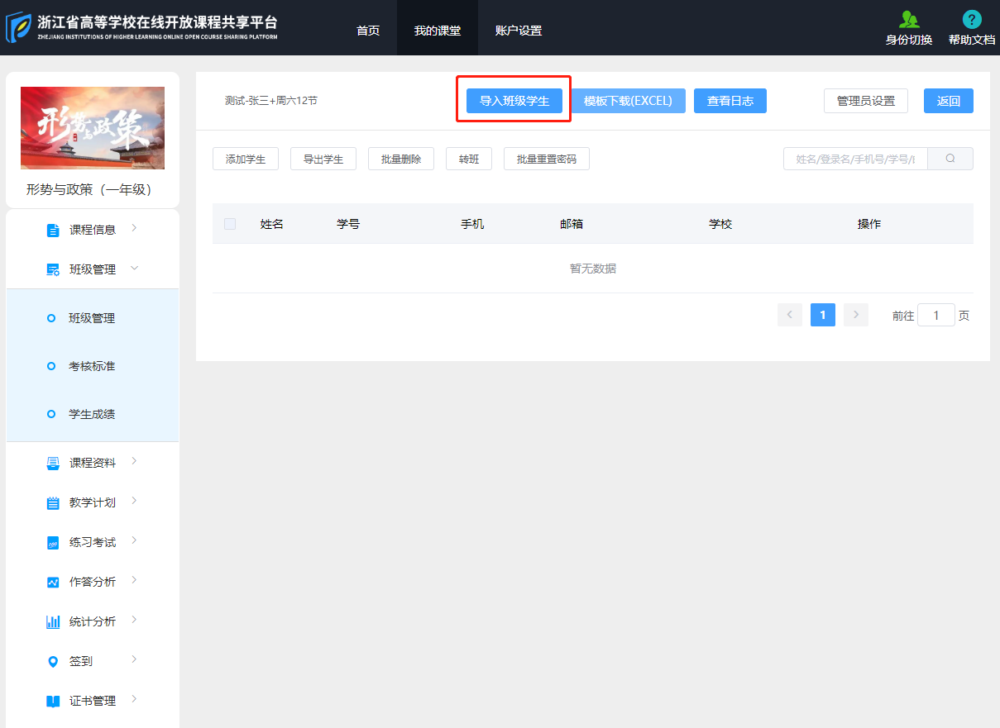 浙江省高等学校在线开放课程共享平台
ZHEJIANG INSTITUTIONS OF HIGHER LEARNING ONLINE OPEN COURSE SHARING PLATFORM
首页 我的课堂 账户设置
身份切换 帮助文档
形势与政策
形势与政策（一年级）
课程信息
班级管理
班级管理
考核标准
学生成绩
课程资料
教学计划
练习考试
作答分析
统计分析
签到
证书管理
测试-张三+周六12节 导入班级学生 模板下载(EXCEL) 查看日志 管理员设置 返回
添加学生 导出学生 批量删除 转班 批量重置密码 姓名/登录名/手机号/学号/
姓名 学号 手机 邮箱 学校 操作
暂无数据
1 前往 1 页